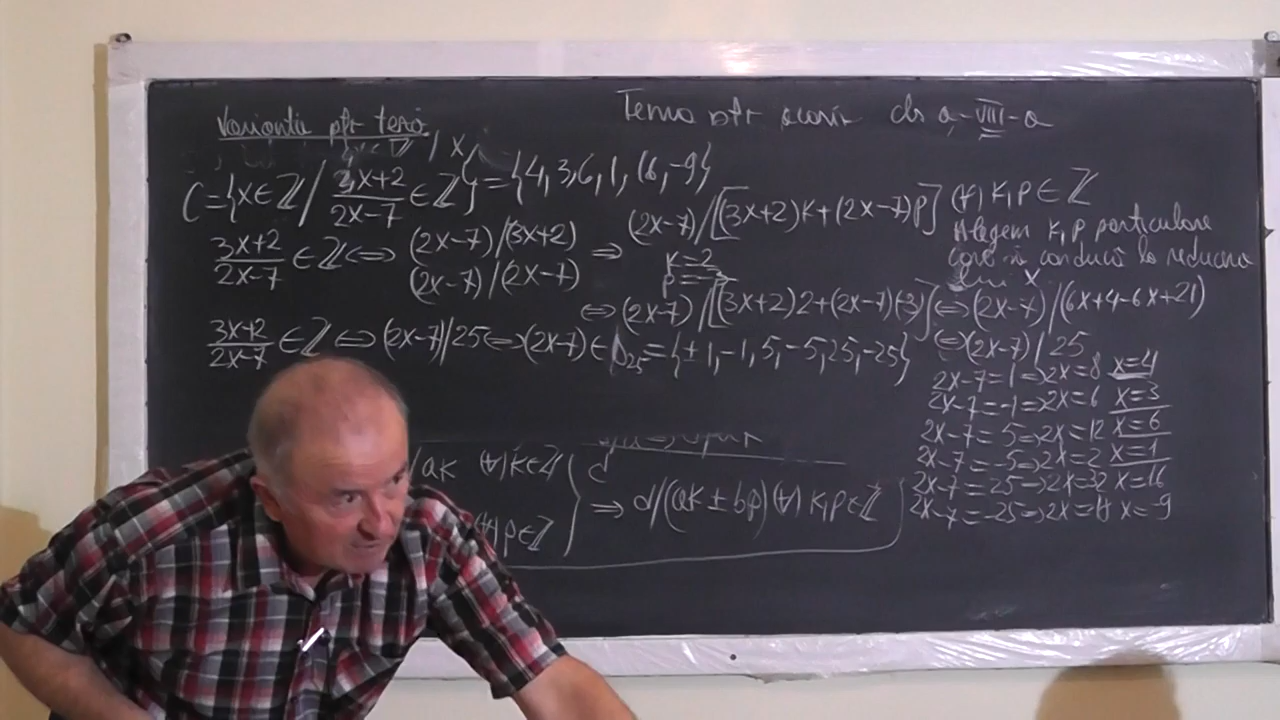 Variantă ptr teză
Tema ptr acasă cls a-VIII-a
C={x∈ℤ / (3x+2)/(2x-7) ∈ℤ}={4,3,6,1,16,-9}
(3x+2)/(2x-7) ∈ℤ ⇔ (2x-7)/(3x+2)
(2x-7)/(2x-7) ⇒ (2x-7)/[(3x+2)k+(2x-7)p] (∀) k,p∈ℤ
Alegem k,p particulare
care să conducă la reducerea
lui x
k=2
p=-3
⇔ (2x-7)/[(3x+2)2+(2x-7)(-3)] ⇔ (2x-7)/(6x+4-6x+21)
⇔ (2x-7)/25
(3x+2)/(2x-7) ∈ℤ ⇔ (2x-7)/25 ⇔ (2x-7)∈D₂₅={±1,-1,5,-5,25,-25}
2x-7=1⇒2x=8 x=4
2x-7=-1⇒2x=6 x=3
2x-7=5⇒2x=12 x=6
2x-7=-5⇒2x=2 x=1
2x-7=25⇒2x=32 x=16
2x-7=-25⇒2x= x=-9
/ak (∀)k∈ℤ
(∀)p∈ℤ
⇒ d/(ak±bp)(∀)k,p∈ℤ